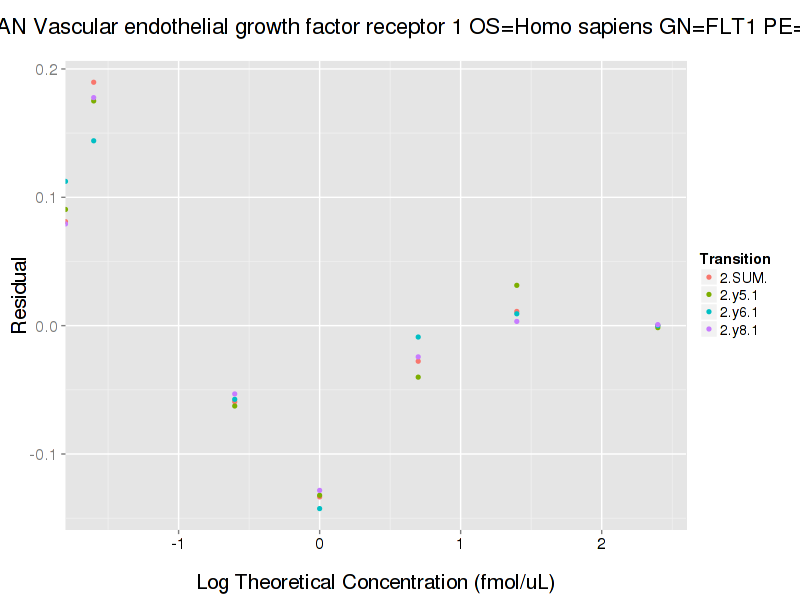 AN Vascular endothelial growth factor receptor 1 OS=Homo sapiens GN=FLT1 PE=
0.2
0.1
0.0
-0.1
Residual
-1 0 1 2
Log Theoretical Concentration (fmol/uL)
Transition
2.SUM.
2.y5.1
2.y6.1
2.y8.1